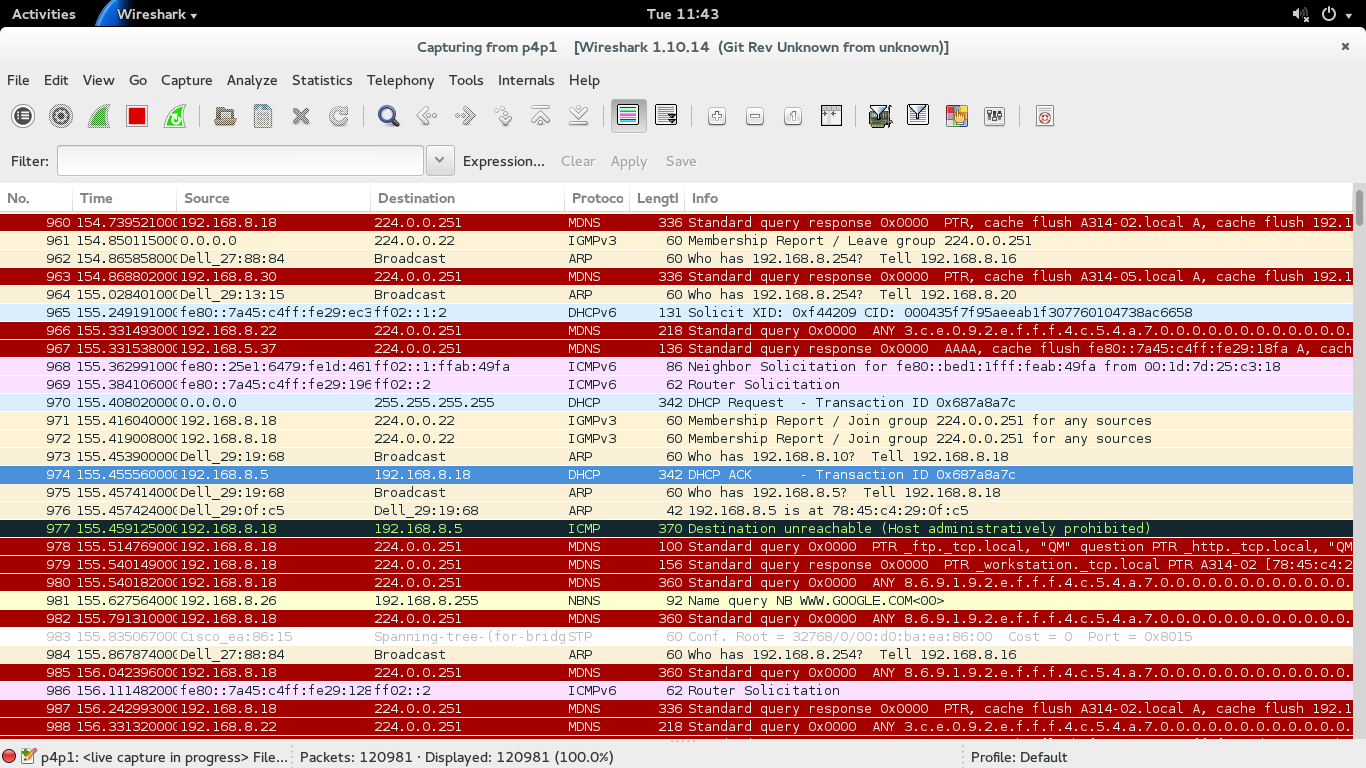 Activities Wireshark Tue 11:43
Capturing from p4p1 [Wireshark 1.10.14 (Git Rev Unknown from unknown)]
File Edit View Go Capture Analyze Statistics Telephony Tools Internals Help
Filter: Expression... Clear Apply Save
No. Time Source Destination Protoco Lengtl Info
960 154.739521000 192.168.8.18 224.0.0.251 MDNS 336 Standard query response 0x0000 PTR, cache flush A314-02.local A, cache flush 192.1
961 154.850115000 0.0.0.0 224.0.0.22 IGMPv3 60 Membership Report / Leave group 224.0.0.251
962 154.865858000 Dell_27:88:84 Broadcast ARP 60 Who has 192.168.8.254? Tell 192.168.8.16
963 154.868802000 192.168.8.30 224.0.0.251 MDNS 336 Standard query response 0x0000 PTR, cache flush A314-05.local A, cache flush 192.1
964 155.028401000 Dell_29:13:15 Broadcast ARP 60 Who has 192.168.8.254? Tell 192.168.8.20
965 155.249191000 fe80::7a45:c4ff:fe29:ec3 ff02::1:2 DHCPv6 131 Solicit XID: 0xf44209 CID: 000435f7f95aeeab1f307760104738ac6658
966 155.331493000 192.168.8.22 224.0.0.251 MDNS 218 Standard query 0x0000 ANY 3.c.e.0.9.2.e.f.f.f.4.c.5.4.a.7.0.0.0.0.0.0.0.0.0.0.0.0.
967 155.331538000 192.168.5.37 224.0.0.251 MDNS 136 Standard query response 0x0000 AAAA, cache flush fe80::7a45:c4ff:fe29:18fa A, cach
968 155.362991000 fe80::25e1:6479:fe1d:461 ff02::1:ffab:49fa ICMPv6 86 Neighbor Solicitation for fe80::bed1:1fff:feab:49fa from 00:1d:7d:25:c3:18
969 155.384106000 fe80::7a45:c4ff:fe29:196 ff02::2 ICMPv6 62 Router Solicitation
970 155.408020000 0.0.0.0 255.255.255.255 DHCP 342 DHCP Request - Transaction ID 0x687a8a7c
971 155.416040000 192.168.8.18 224.0.0.22 IGMPv3 60 Membership Report / Join group 224.0.0.251 for any sources
972 155.419008000 192.168.8.18 224.0.0.22 IGMPv3 60 Membership Report / Join group 224.0.0.251 for any sources
973 155.453900000 Dell_29:19:68 Broadcast ARP 60 Who has 192.168.8.10? Tell 192.168.8.18
974 155.455560000 192.168.8.5 192.168.8.18 DHCP 342 DHCP ACK - Transaction ID 0x687a8a7c
975 155.457414000 Dell_29:19:68 Broadcast ARP 60 Who has 192.168.8.5? Tell 192.168.8.18
976 155.457424000 Dell_29:0f:c5 Dell_29:19:68 ARP 42 192.168.8.5 is at 78:45:c4:29:0f:c5
977 155.459125000 192.168.8.18 192.168.8.5 ICMP 370 Destination unreachable (Host administratively prohibited)
978 155.514769000 192.168.8.18 224.0.0.251 MDNS 100 Standard query 0x0000 PTR _ftp._tcp.local, "QM" question PTR _http._tcp.local, "QM
979 155.540149000 192.168.8.18 224.0.0.251 MDNS 156 Standard query 0x0000 PTR _workstation._tcp.local PTR A314-02 [78:45:c4:2
980 155.540182000 192.168.8.18 224.0.0.251 MDNS 360 Standard query 0x0000 ANY 8.6.9.1.9.2.e.f.f.f.4.c.5.4.a.7.0.0.0.0.0.0.0.0.0.0.0.0.
981 155.627564000 192.168.8.26 192.168.8.255 NBNS 92 Name query NB WWW.GOOGLE.COM<00>
982 155.791310000 192.168.8.18 224.0.0.251 MDNS 360 Standard query 0x0000 ANY 8.6.9.1.9.2.e.f.f.f.4.c.5.4.a.7.0.0.0.0.0.0.0.0.0.0.0.0.
983 155.835067000 Cisco_ea:86:15 Spanning-tree-(for-bridg STP 60 Conf. Root = 32768/0/00:d0:ba:ea:86:00 Cost = 0 Port = 0x8015
984 155.867874000 Dell_27:88:84 Broadcast ARP 60 Who has 192.168.8.254? Tell 192.168.8.16
985 156.042396000 192.168.8.18 224.0.0.251 MDNS 360 Standard query 0x0000 ANY 8.6.9.1.9.2.e.f.f.f.4.c.5.4.a.7.0.0.0.0.0.0.0.0.0.0.0.0.
986 156.111482000 fe80::7a45:c4ff:fe29:128 ff02::2 ICMPv6 62 Router Solicitation
987 156.242993000 192.168.8.18 224.0.0.251 MDNS 336 Standard query response 0x0000 PTR, cache flush A314-02.local A, cache flush 192.1
988 156.331320000 192.168.8.22 224.0.0.251 MDNS 218 Standard query 0x0000 ANY 3.c.e.0.9.2.e.f.f.f.4.c.5.4.a.7.0.0.0.0.0.0.0.0.0.0.0.0.
p4p1: <live capture in progress> File... Packets: 120981 · Displayed: 120981 (100.0%) Profile: Default